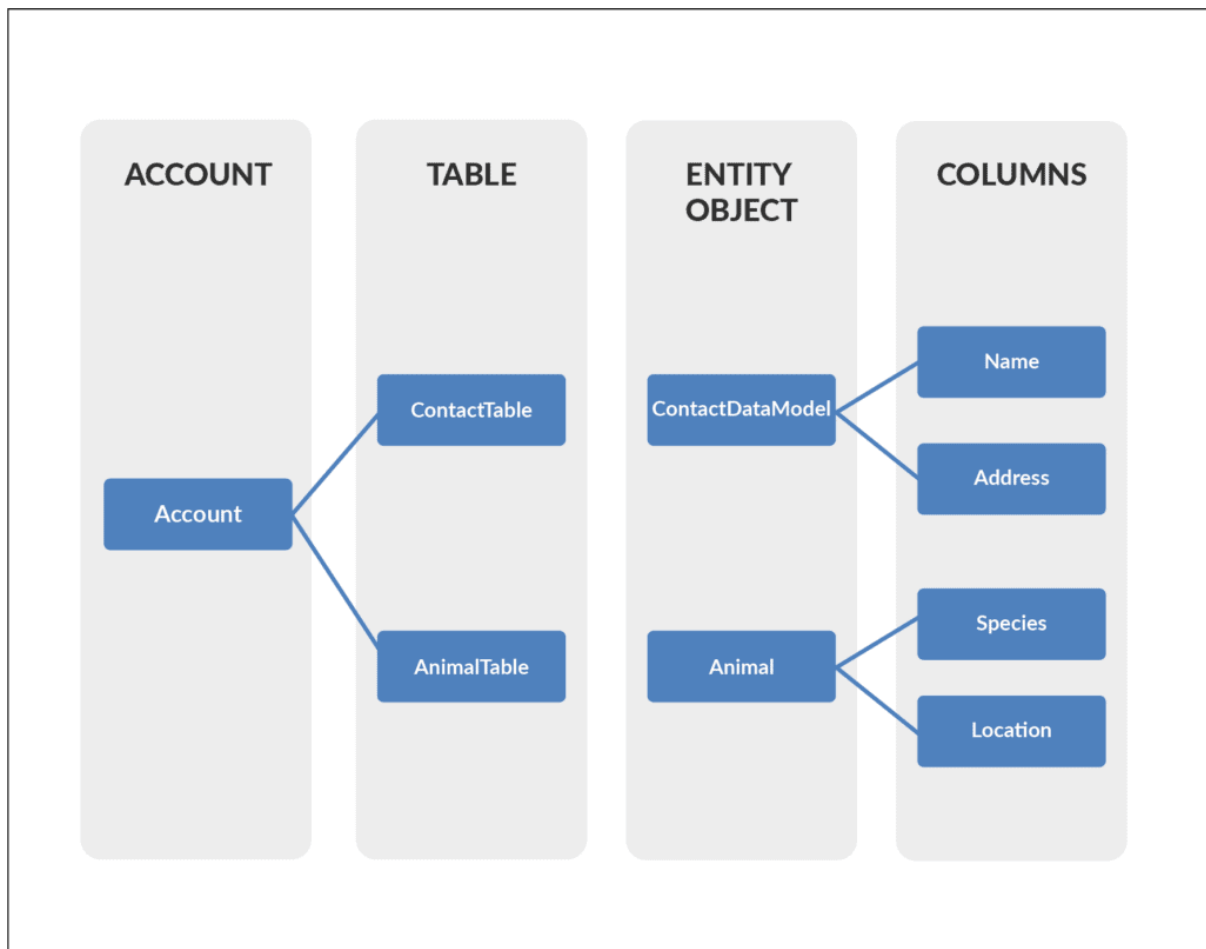 ACCOUNT
TABLE
ENTITY
OBJECT
COLUMNS
Name
ContactTable
ContactDataModel
Address
Account
Species
AnimalTable
Animal
Location